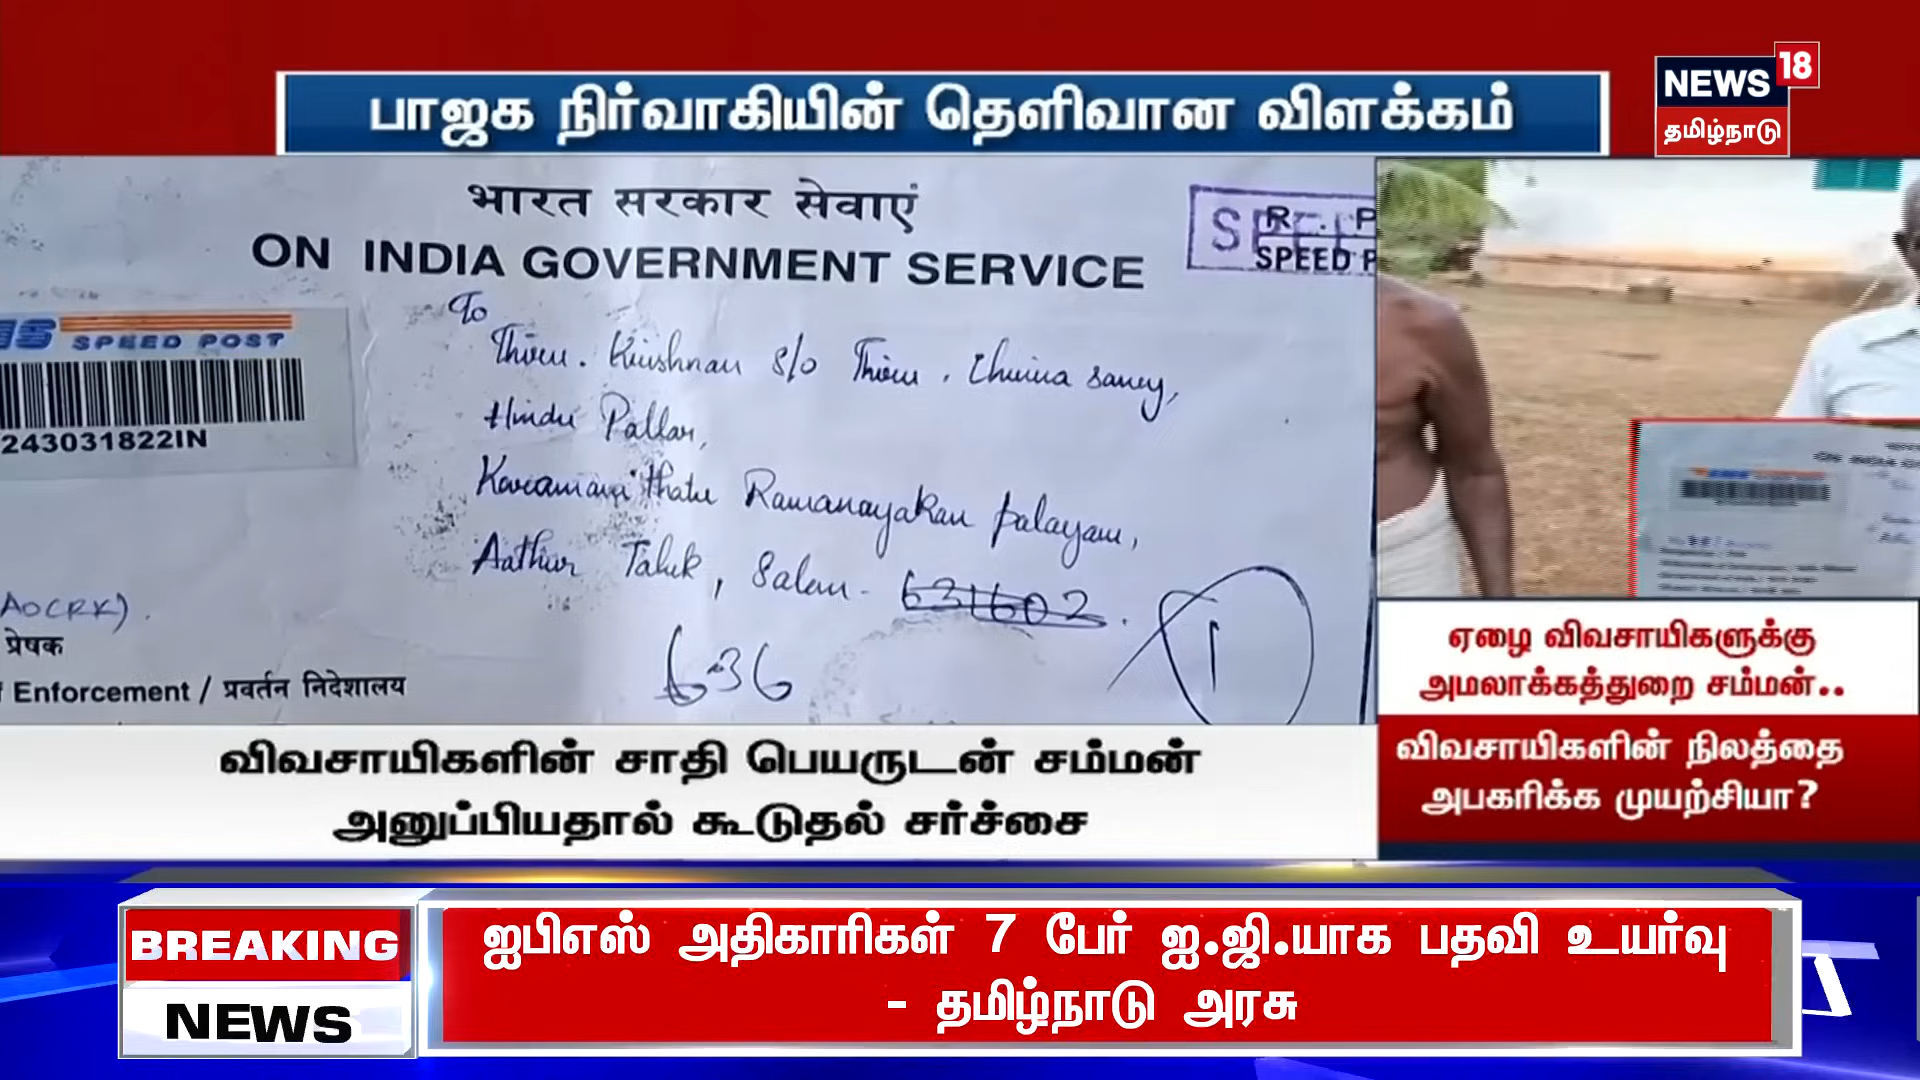 பாஜக நிர்வாகியின் தெளிவான விளக்கம்
NEWS 18
தமிழ்நாடு
भारत सरकार सेवाएं
ON INDIA GOVERNMENT SERVICE
R. P
SPEED P
To
Thiru. Krishnan S/o Thiru. Chinna Samy,
Hindu Pallar,
Ramanayakan palayam,
Aathur Taluk, Salem - 631602.
636
1
SPEED POST
243031822IN
प्रेषक
Enforcement / प्रवर्तन निदेशालय
விவசாயிகளின் சாதி பெயருடன் சம்மன்
அனுப்பியதால் கூடுதல் சர்ச்சை
ஏழை விவசாயிகளுக்கு
அமலாக்கத்துறை சம்மன்..
விவசாயிகளின் நிலத்தை
அபகரிக்க முயற்சியா?
BREAKING
NEWS
ஐபிஎஸ் அதிகாரிகள் 7 பேர் ஐ.ஜி.யாக பதவி உயர்வு
- தமிழ்நாடு அரசு